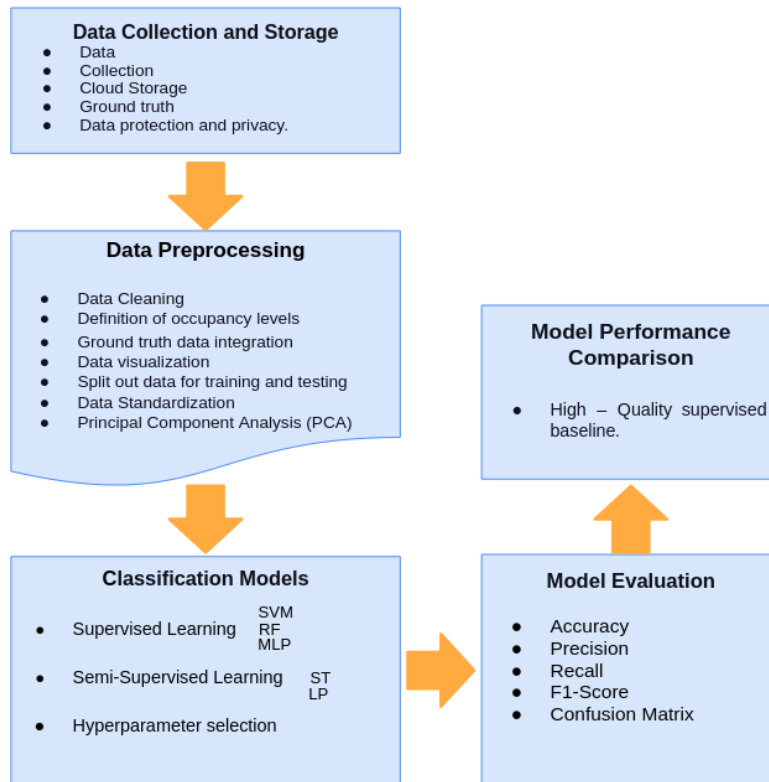 Data Collection and Storage
● Data
● Collection
● Cloud Storage
● Ground truth
● Data protection and privacy.
Data Preprocessing
● Data Cleaning
● Definition of occupancy levels
● Ground truth data integration
● Data visualization
● Split out data for training and testing
● Data Standardization
● Principal Component Analysis (PCA)
Classification Models
● Supervised Learning SVM
RF
MLP
● Semi-Supervised Learning ST
LP
● Hyperparameter selection
Model Evaluation
● Accuracy
● Precision
● Recall
● F1-Score
● Confusion Matrix
Model Performance
Comparison
● High – Quality supervised
baseline.